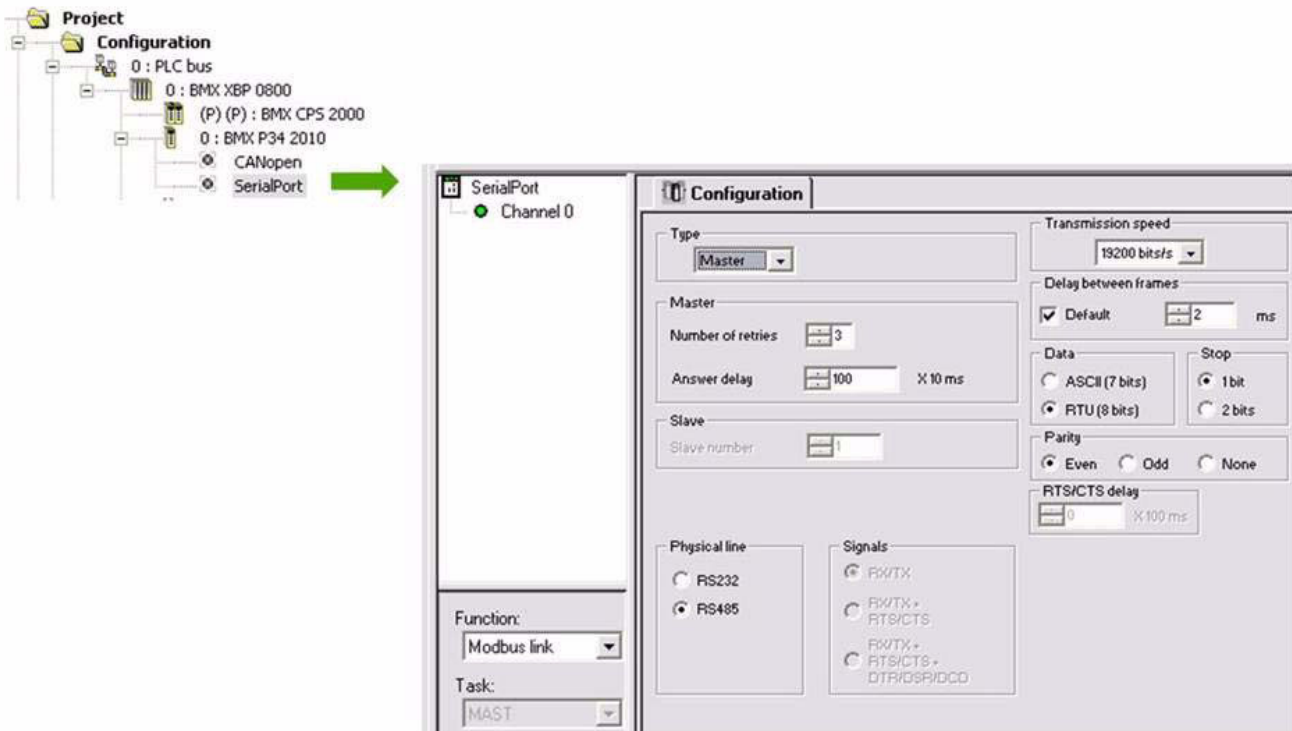 Project
Configuration
0 : PLC bus
0 : BMX XBP 0800
(P) (P) : BMX CPS 2000
0 : BMX P34 2010
CANopen
SerialPort
SerialPort
Channel 0
Function:
Modbus link
Task:
MAST
Configuration
Type
Master
Master
Number of retries 3
Answer delay 100 X 10 ms
Slave
Slave number 1
Physical line
RS232
RS485
Signals
RX/TX
RX/TX +
RTS/CTS
RX/TX +
RTS/CTS +
DTR/DSR/DCD
Transmission speed
19200 bits/s
Delay between frames
Default 2 ms
Data
ASCII (7 bits)
RTU (8 bits)
Stop
1 bit
2 bits
Parity
Even Odd None
RTS/CTS delay
0 X 100 ms